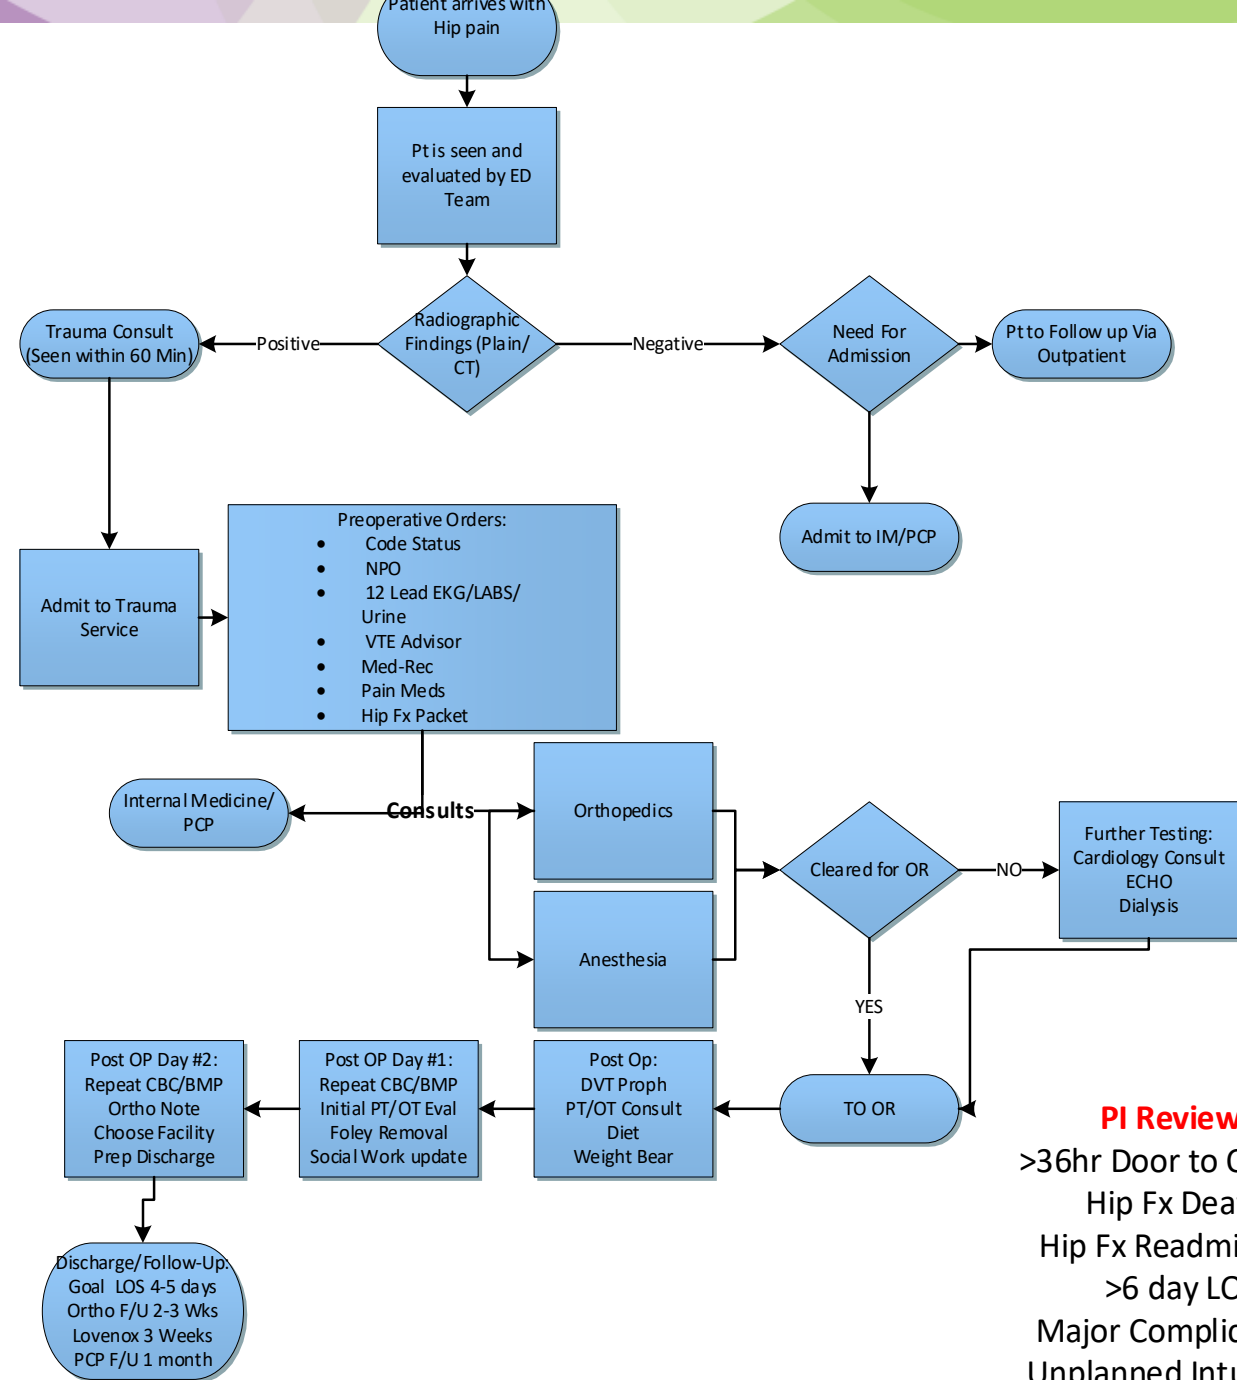 Patient arrives with
Hip pain
Pt is seen and
evaluated by ED
Team
Radiographic
Findings (Plain/
CT)
Positive
Negative
Trauma Consult
(Seen within 60 Min)
Need For
Admission
Pt to Follow up Via
Outpatient
Admit to IM/PCP
Admit to Trauma
Service
Preoperative Orders:
• Code Status
• NPO
• 12 Lead EKG/LABS/
Urine
• VTE Advisor
• Med-Rec
• Pain Meds
• Hip Fx Packet
Internal Medicine/
PCP
Consults
Orthopedics
Anesthesia
Cleared for OR
NO
Further Testing:
Cardiology Consult
ECHO
Dialysis
YES
TO OR
Post Op:
DVT Proph
PT/OT Consult
Diet
Weight Bear
Post OP Day #1:
Repeat CBC/BMP
Initial PT/OT Eval
Foley Removal
Social Work update
Post OP Day #2:
Repeat CBC/BMP
Ortho Note
Choose Facility
Prep Discharge
Discharge/Follow-Up:
Goal LOS 4-5 days
Ortho F/U 2-3 Wks
Lovenox 3 Weeks
PCP F/U 1 month
PI Review
>36hr Door to
Hip Fx
Hip Fx
>6 day
Major
Unplanned